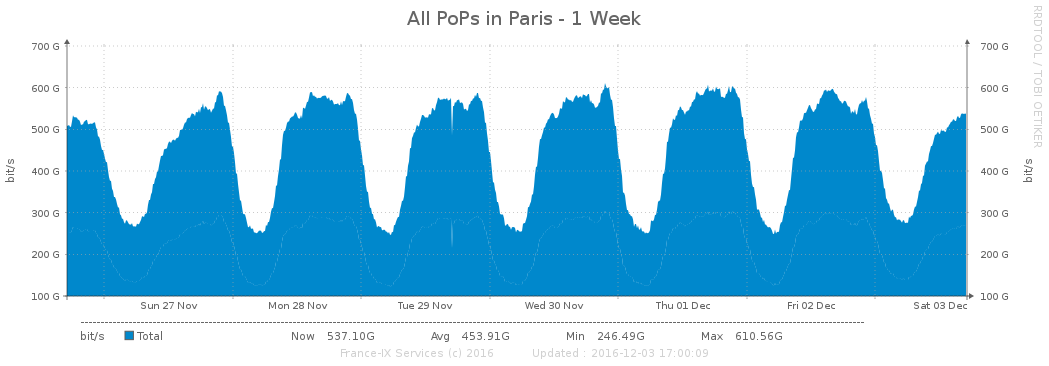 All PoPs in Paris - 1 Week
RRDTOOL / TOBI OETIKER
700 G 700 G
600 G 600 G
500 G 500 G
400 G 400 G
300 G 300 G
200 G 200 G
100 G 100 G
bit/s bit/s
Sun 27 Nov Mon 28 Nov Tue 29 Nov Wed 30 Nov Thu 01 Dec Fri 02 Dec Sat 03 Dec
bit/s Total Now 537.10G Avg 453.91G Min 246.49G Max 610.56G
France-IX Services (c) 2016 Updated : 2016-12-03 17:00:09